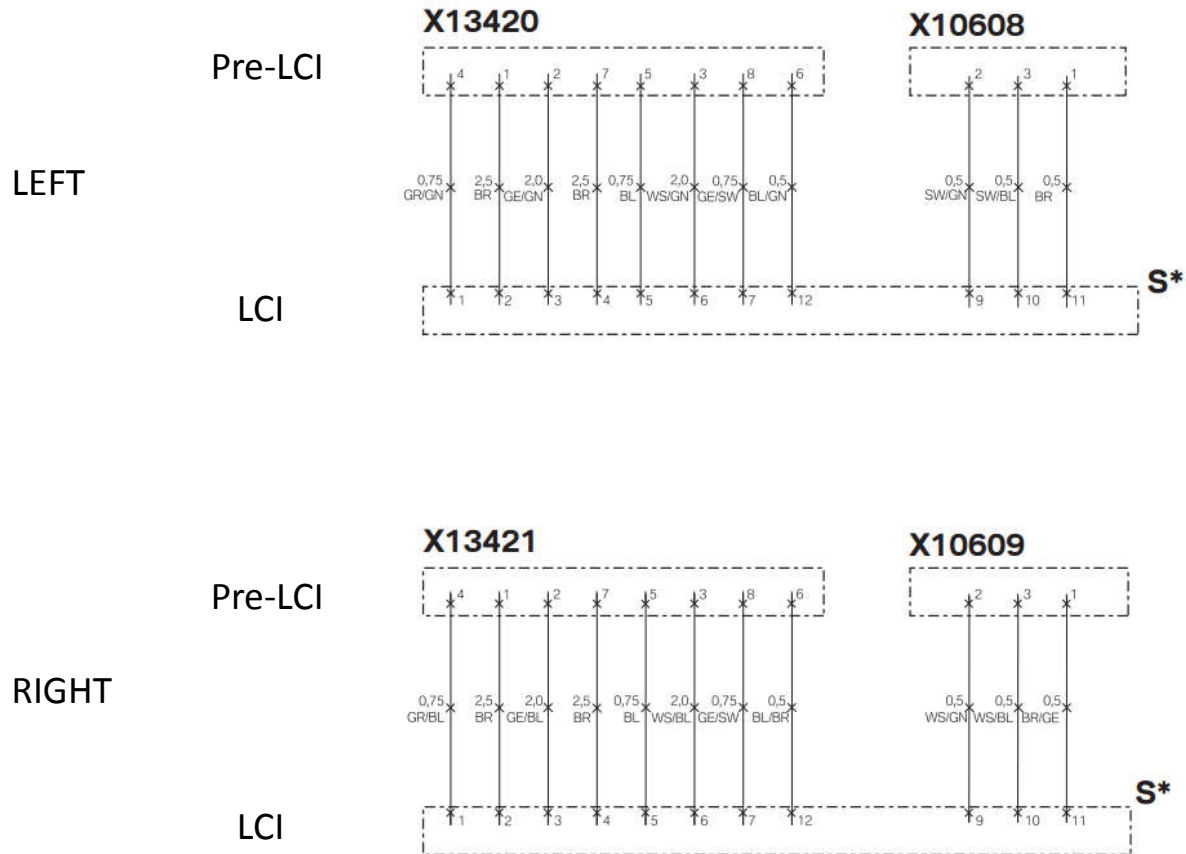 X13420 X10608
Pre-LCI
4 1 2 7 5 3 8 6 2 3 1
LEFT
0,75 2,5 2,0 2,5 0,75 2,0 0,75 0,5 0,5 0,5 0,5
GR/GN BR GE/GN BR BL WS/GN GE/SW BL/GN SW/GN SW/BL BR
S*
LCI
1 2 3 4 5 6 7 12 9 10 11
X13421 X10609
Pre-LCI
4 1 2 7 5 3 8 6 2 3 1
RIGHT
0,75 2,5 2,0 2,5 0,75 2,0 0,75 0,5 0,5 0,5 0,5
GR/BL BR GE/BL BR BL WS/BL GE/SW BL/BR WS/GN WS/BL BR/GE
S*
LCI
1 2 3 4 5 6 7 12 9 10 11